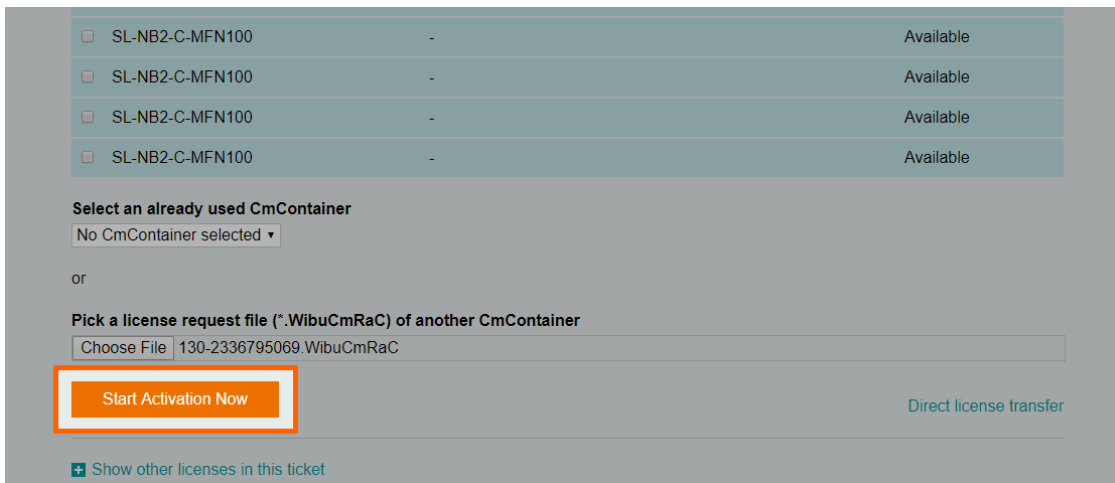 SL-NB2-C-MFN100 - Available
SL-NB2-C-MFN100 - Available
SL-NB2-C-MFN100 - Available
SL-NB2-C-MFN100 - Available
Select an already used CmContainer
No CmContainer selected
or
Pick a license request file (*.WibuCmRaC) of another CmContainer
Choose File 130-2336795069.WibuCmRaC
Start Activation Now
Direct license transfer
Show other licenses in this ticket